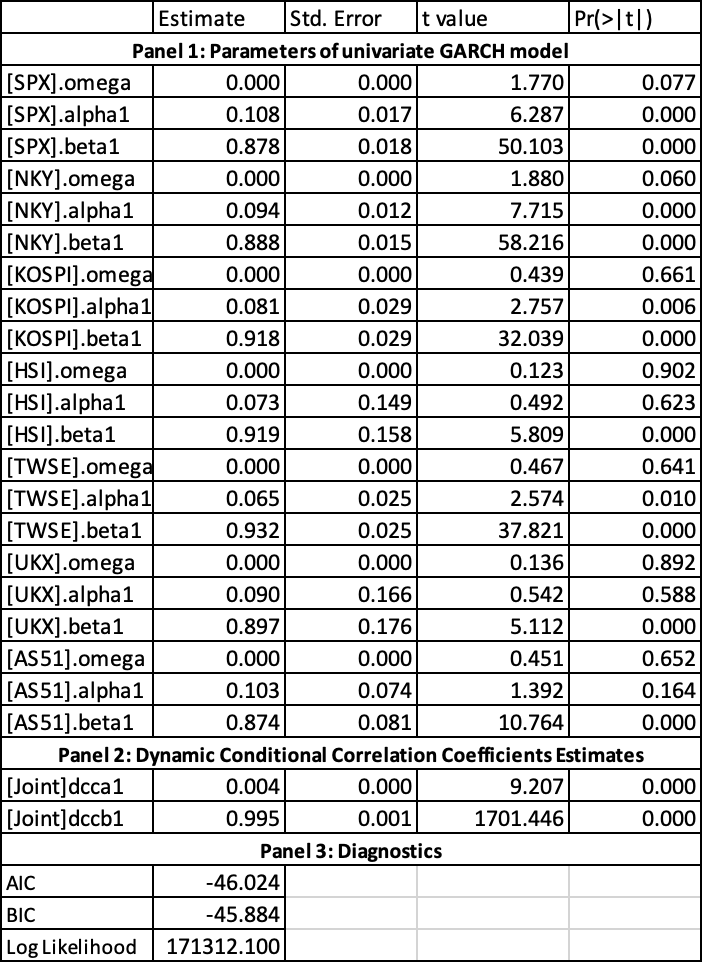 Estimate Std. Error t value Pr(>|t|)
Panel 1: Parameters of univariate GARCH model
[SPX].omega 0.000 0.000 1.770 0.077
[SPX].alpha1 0.108 0.017 6.287 0.000
[SPX].beta1 0.878 0.018 50.103 0.000
[NKY].omega 0.000 0.000 1.880 0.060
[NKY].alpha1 0.094 0.012 7.715 0.000
[NKY].beta1 0.888 0.015 58.216 0.000
[KOSPI].omega 0.000 0.000 0.439 0.661
[KOSPI].alpha1 0.081 0.029 2.757 0.006
[KOSPI].beta1 0.918 0.029 32.039 0.000
[HSI].omega 0.000 0.000 0.123 0.902
[HSI].alpha1 0.073 0.149 0.492 0.623
[HSI].beta1 0.919 0.158 5.809 0.000
[TWSE].omega 0.000 0.000 0.467 0.641
[TWSE].alpha1 0.065 0.025 2.574 0.010
[TWSE].beta1 0.932 0.025 37.821 0.000
[UKX].omega 0.000 0.000 0.136 0.892
[UKX].alpha1 0.090 0.166 0.542 0.588
[UKX].beta1 0.897 0.176 5.112 0.000
[AS51].omega 0.000 0.000 0.451 0.652
[AS51].alpha1 0.103 0.074 1.392 0.164
[AS51].beta1 0.874 0.081 10.764 0.000
Panel 2: Dynamic Conditional Correlation Coefficients Estimates
[Joint]dcca1 0.004 0.000 9.207 0.000
[Joint]dccb1 0.995 0.001 1701.446 0.000
Panel 3: Diagnostics
AIC -46.024
BIC -45.884
Log Likelihood 171312.100